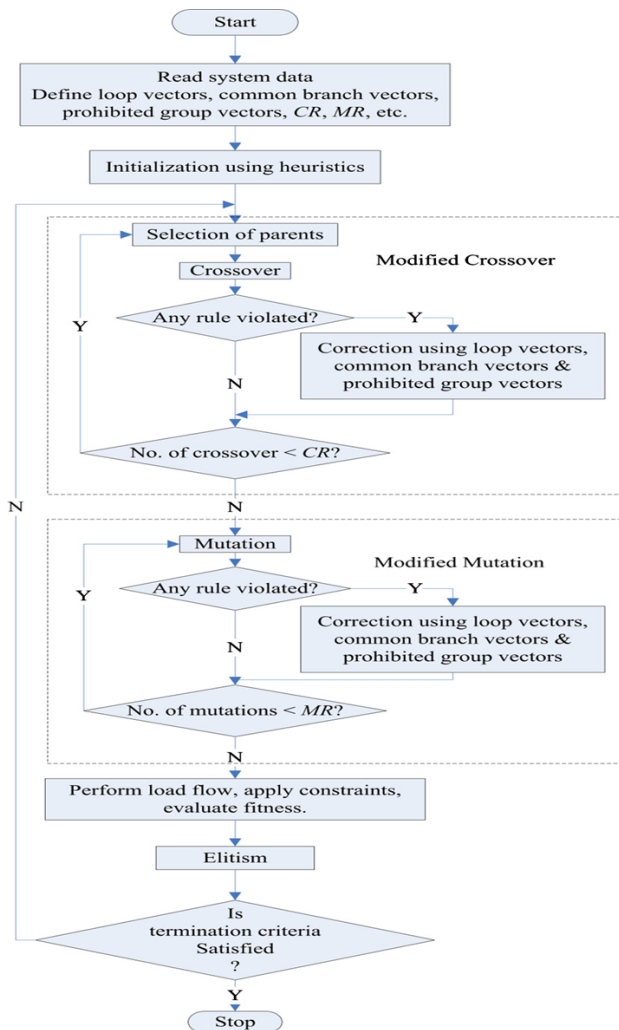 Start
Read system data
Define loop vectors, common branch vectors,
prohibited group vectors, CR, MR, etc.
Initialization using heuristics
Selection of parents
Modified Crossover
Crossover
Any rule violated?
Y
Y
Correction using loop vectors,
common branch vectors &
prohibited group vectors
N
No. of crossover < CR?
N
N
Mutation
Modified Mutation
Any rule violated?
Y
Y
Correction using loop vectors,
common branch vectors &
prohibited group vectors
N
No. of mutations < MR?
N
Perform load flow, apply constraints,
evaluate fitness.
Elitism
Is
termination criteria
Satisfied
?
Y
Stop